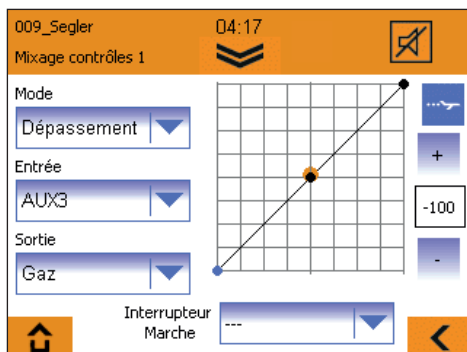 009_Segler 04:17
Mixage contrôles 1
Mode
Dépassement
Entrée
AUX3
Sortie
Gaz
+
-100
-
Interrupteur
Marche ---